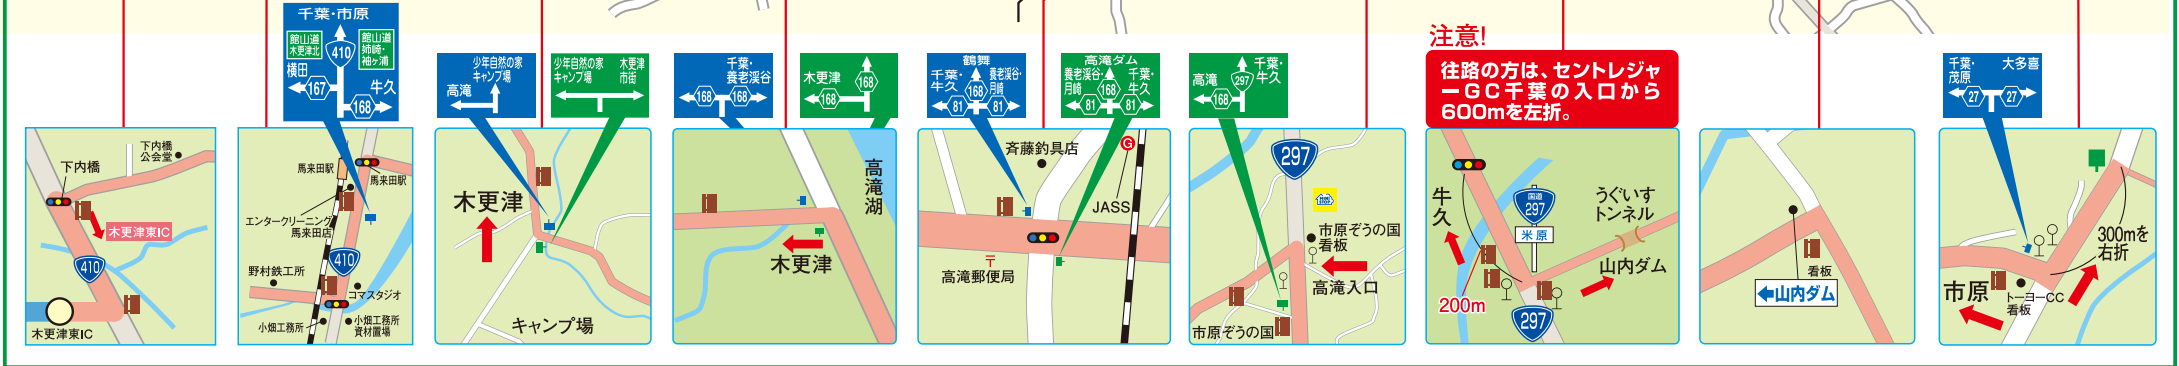 千葉・市原
館山道
木更津北
410
館山道
姉崎・
袖ヶ浦
横田
167
牛久
168
下内橋
公会堂
下内橋
木更津東IC
410
木更津東IC
馬来田駅
馬来田駅
エンタークリーニング
馬来田店
410
野村鉄工所
コマスタジオ
小畑工務所
小畑工務所
資材置場
少年自然の家
キャンプ場
高滝
少年自然の家
キャンプ場
木更津
市街
木更津
キャンプ場
千葉・
養老渓谷
168
168
木更津
168
168
高滝湖
木更津
鶴舞
千葉・
牛久
168
養老渓谷・
月崎
81
81
高滝ダム
養老渓谷・
月崎
168
千葉・
牛久
81
81
斉藤釣具店
G
JASS
〒
高滝郵便局
高滝
297
千葉・
牛久
168
297
MINI
STOP
市原ぞうの国
看板
高滝入口
市原ぞうの国
注意!
往路の方は、セントレジャ
ーGC千葉の入口から
600mを左折。
牛久
国道
297
米原
うぐいす
トンネル
山内ダム
200m
297
看板
山内ダム
千葉・
茂原
大多喜
27
27
300mを
右折
市原
トーヨーCC
看板